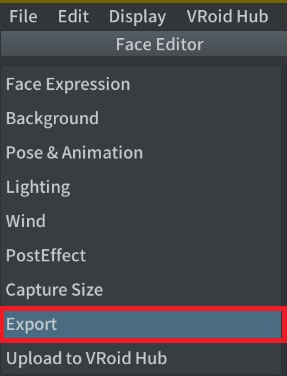 File Edit Display VRoid Hub
Face Editor
Face Expression
Background
Pose & Animation
Lighting
Wind
PostEffect
Capture Size
Export
Upload to VRoid Hub